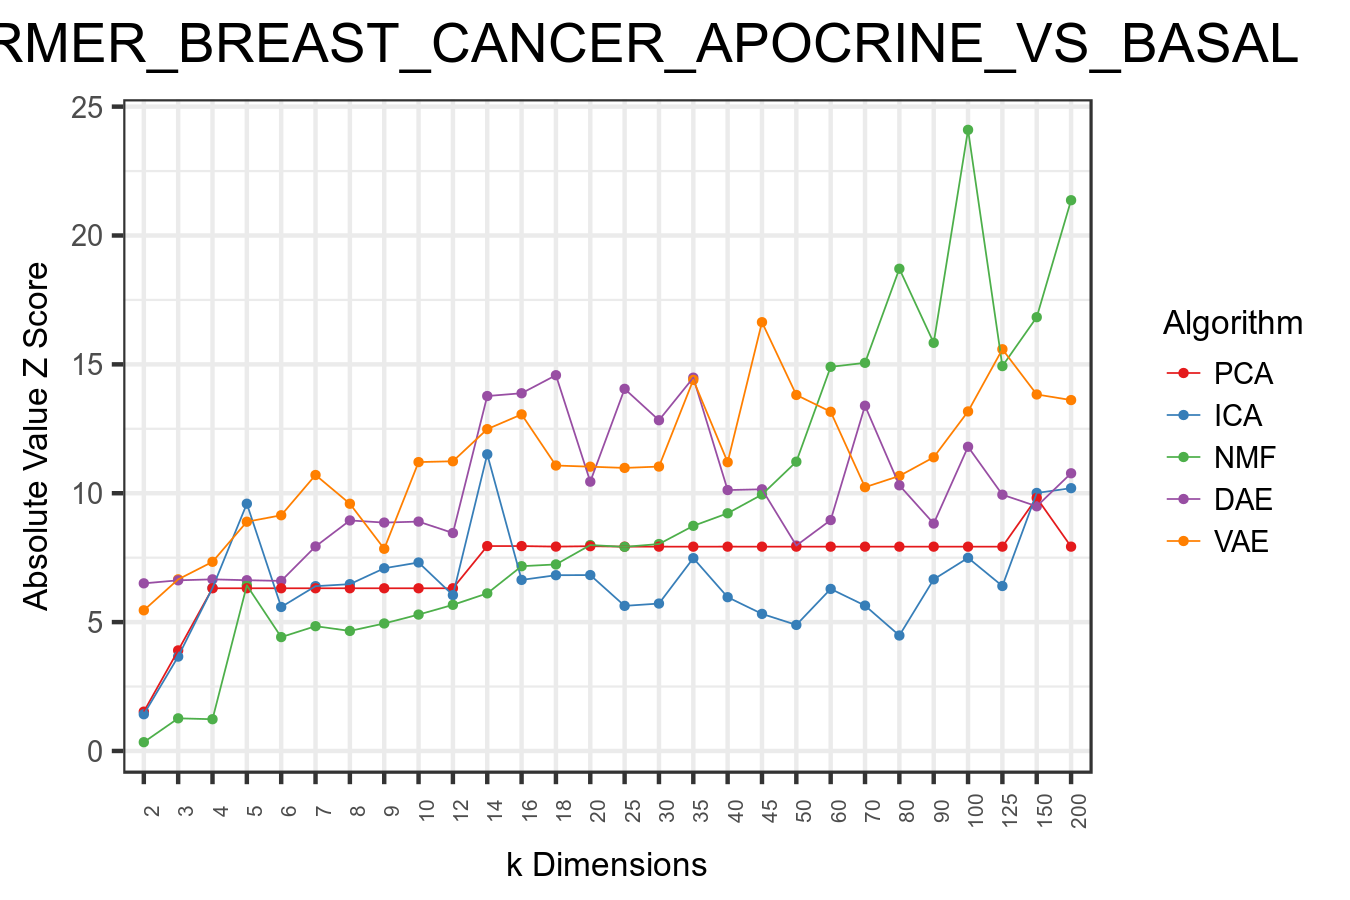 RMER_BREAST_CANCER_APOCRINE_VS_BASAL
25
20
15
10
5
0
Absolute Value Z Score
2 3 4 5 6 7 8 9 10 12 14 16 18 20 25 30 35 40 45 50 60 70 80 90 100 125 150 200
k Dimensions
Algorithm
PCA
ICA
NMF
DAE
VAE